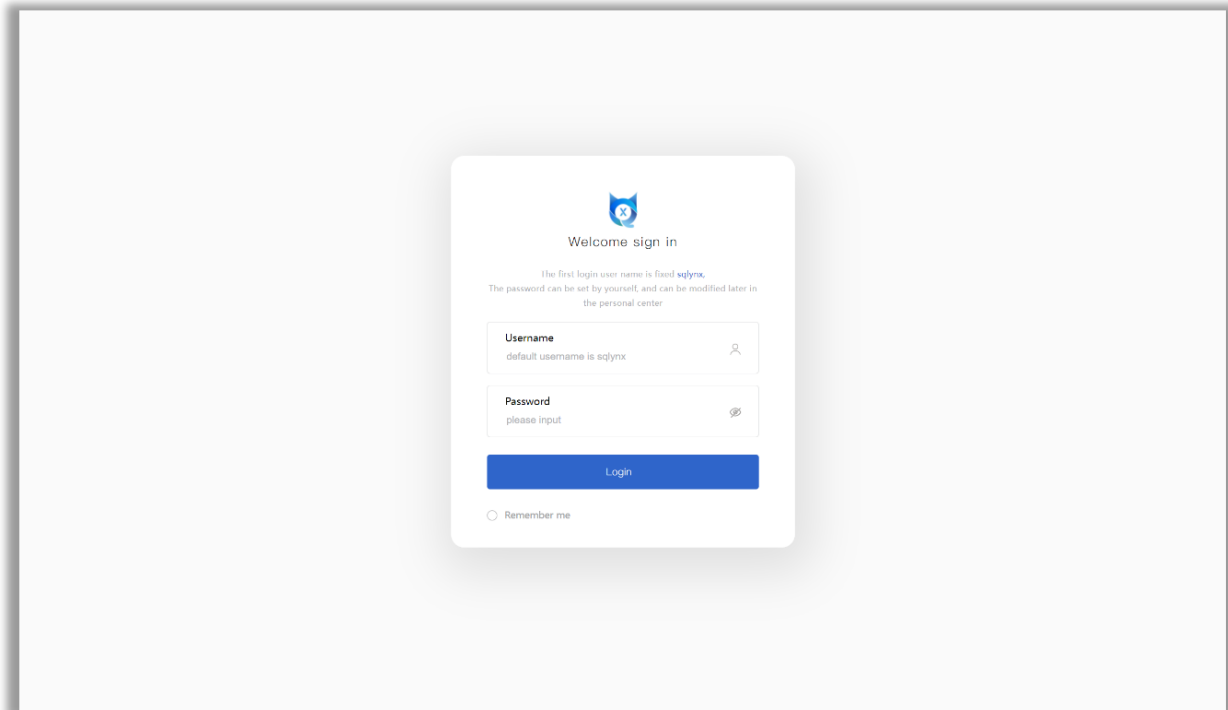 X
Welcome sign in
The first login user name is fixed sqlynx,
The password can be set by yourself, and can be modified later in
the personal center
Username
default username is sqlynx
Password
please input
Login
Remember me